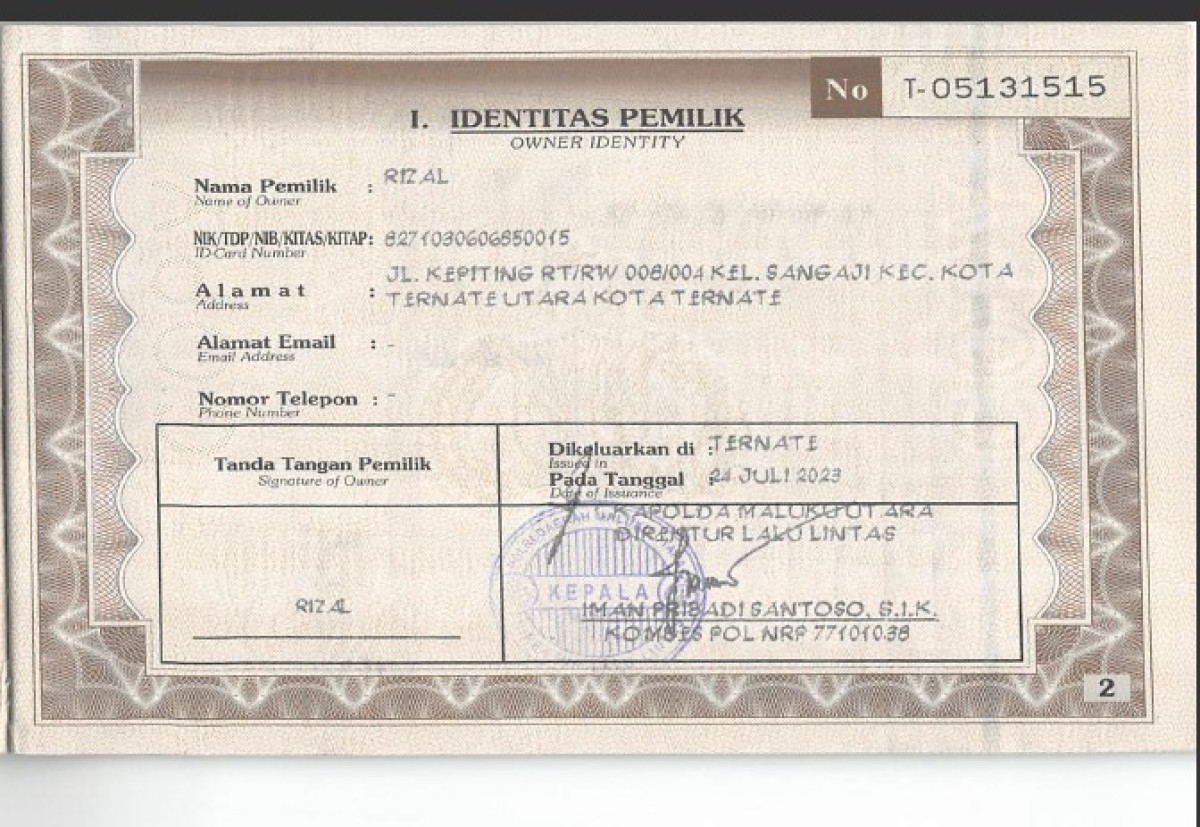 No T-05131515
I. IDENTITAS PEMILIK
OWNER IDENTITY
Nama Pemilik : RIZAL
Name of Owner
NIK/TDP/NIB/KITAS/KITAP: 8271030606850015
ID-Card Number
JL. KEPITING RT/RW 008/004 KEL. SANGAJI KEC. KOTA
Alamat : TERNATE UTARA KOTA TERNATE
Address
Alamat Email : -
Email Address
Nomor Telepon : -
Phone Number
Tanda Tangan Pemilik
Signature of Owner
Dikeluarkan di : TERNATE
Issued in
Pada Tanggal : 24 JULI 2023
Date of Issuance
KAPOLDA MALUKU UTARA
DIREKTUR LALU LINTAS
KEPALA
RIZAL
IMAN PRIBADI SANTOSO, S.I.K.
KOMBES POL NRP 77101038
2